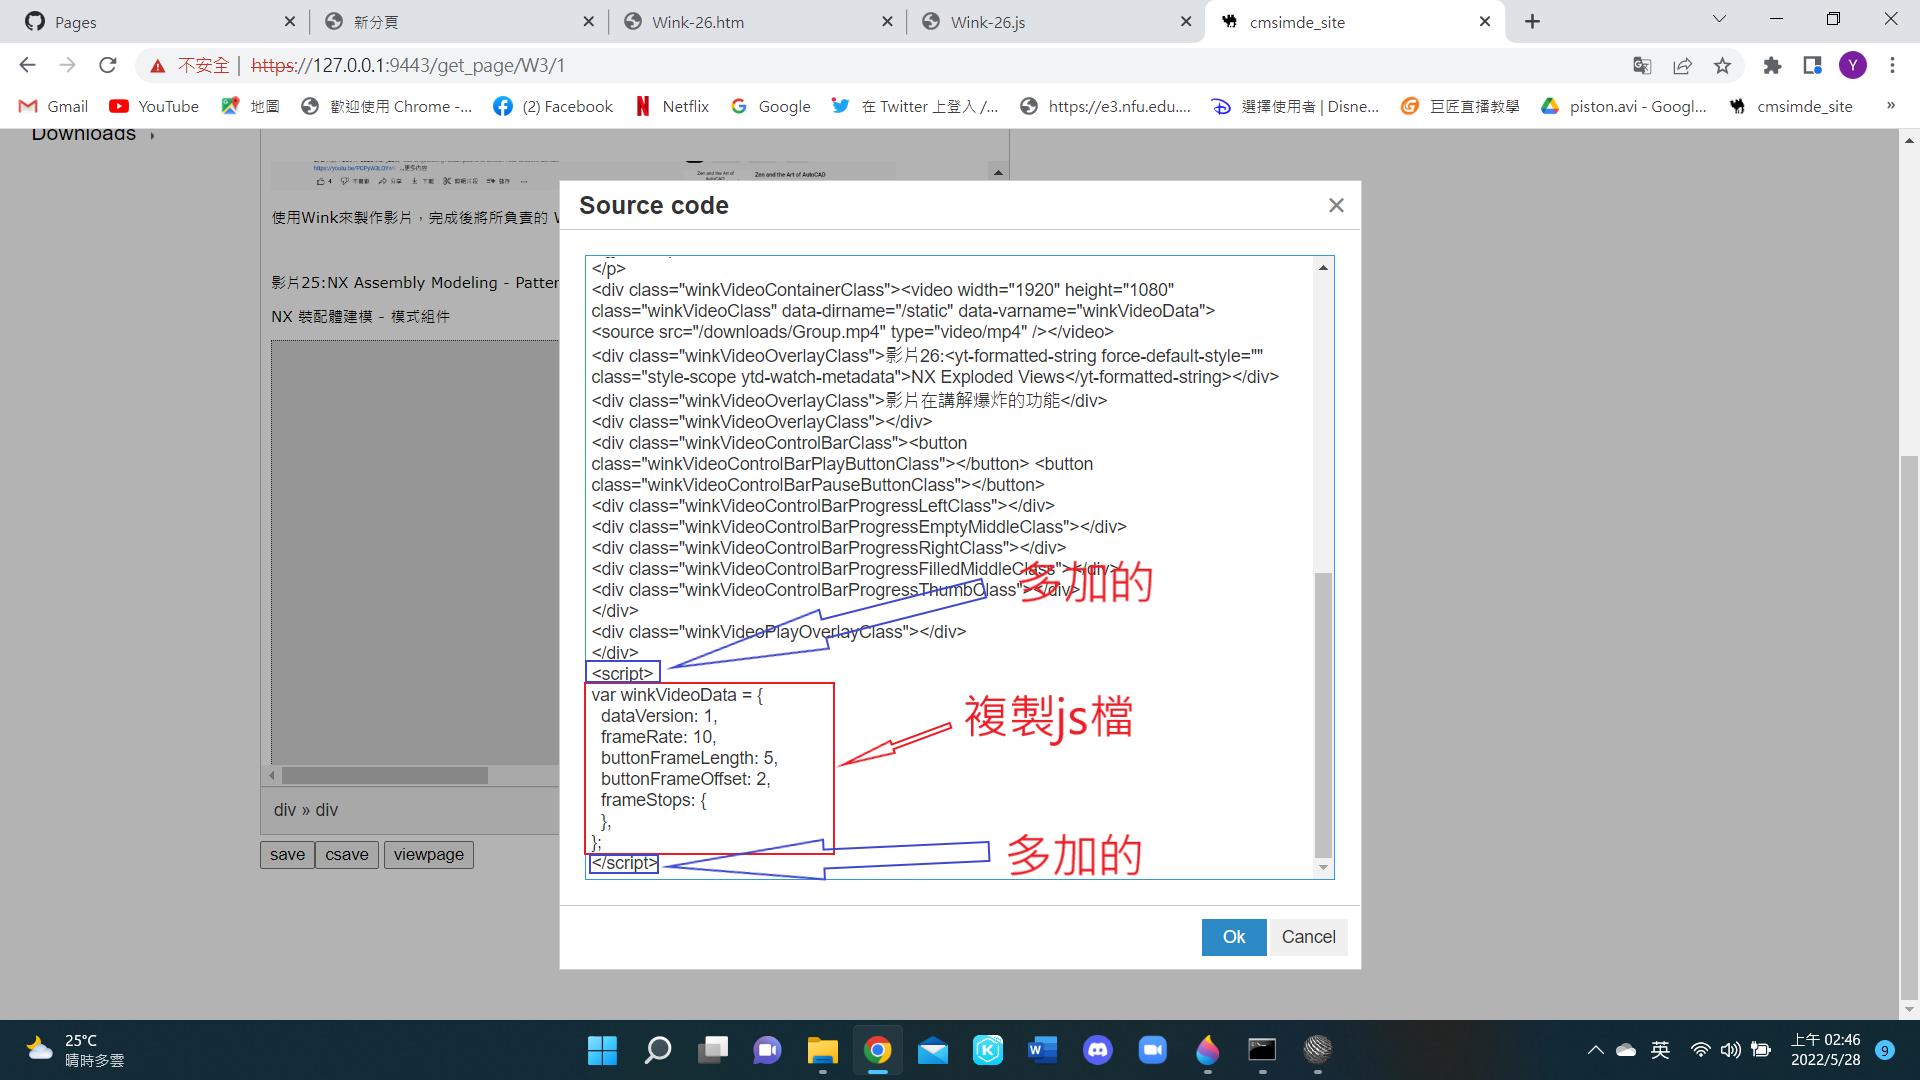 Pages
新分頁
Wink-26.htm
Wink-26.js
cmsimde_site
不安全 | https://127.0.0.1:9443/get_page/W3/1
Y
Gmail
YouTube
地圖
歡迎使用 Chrome -...
(2) Facebook
Netflix
Google
在 Twitter 上登入 /...
https://e3.nfu.edu....
選擇使用者 | Disne...
巨匠直播教學
piston.avi - Googl...
cmsimde_site
»
Downloads
Zen and the Art of AutoCAD
使用Wink來製作影片，完成後將所負責的 W
影片25:NX Assembly Modeling - Patter
NX 裝配體建模 - 模式組件
div » div
save
csave
viewpage
Source code
</p>
<div class="winkVideoContainerClass"><video width="1920" height="1080"
class="winkVideoClass" data-dirname="/static" data-varname="winkVideoData">
<source src="/downloads/Group.mp4" type="video/mp4" /></video>
<div class="winkVideoOverlayClass">影片26:<yt-formatted-string force-default-style=""
class="style-scope ytd-watch-metadata">NX Exploded Views</yt-formatted-string></div>
<div class="winkVideoOverlayClass">影片在講解爆炸的功能</div>
<div class="winkVideoOverlayClass"></div>
<div class="winkVideoControlBarClass"><button
class="winkVideoControlBarPlayButtonClass"></button> <button
class="winkVideoControlBarPauseButtonClass"></button>
<div class="winkVideoControlBarProgressLeftClass"></div>
<div class="winkVideoControlBarProgressEmptyMiddleClass"></div>
<div class="winkVideoControlBarProgressRightClass"></div>
<div class="winkVideoControlBarProgressFilledMiddleClass"></div>
<div class="winkVideoControlBarProgressThumbClass"></div>
</div>
<div class="winkVideoPlayOverlayClass"></div>
</div>
<script>
var winkVideoData = {
dataVersion: 1,
frameRate: 10,
buttonFrameLength: 5,
buttonFrameOffset: 2,
frameStops: {
},
};
</script>
多加的
複製js檔
多加的
Ok
Cancel
25°C
晴時多雲
英
上午 02:46
2022/5/28
9